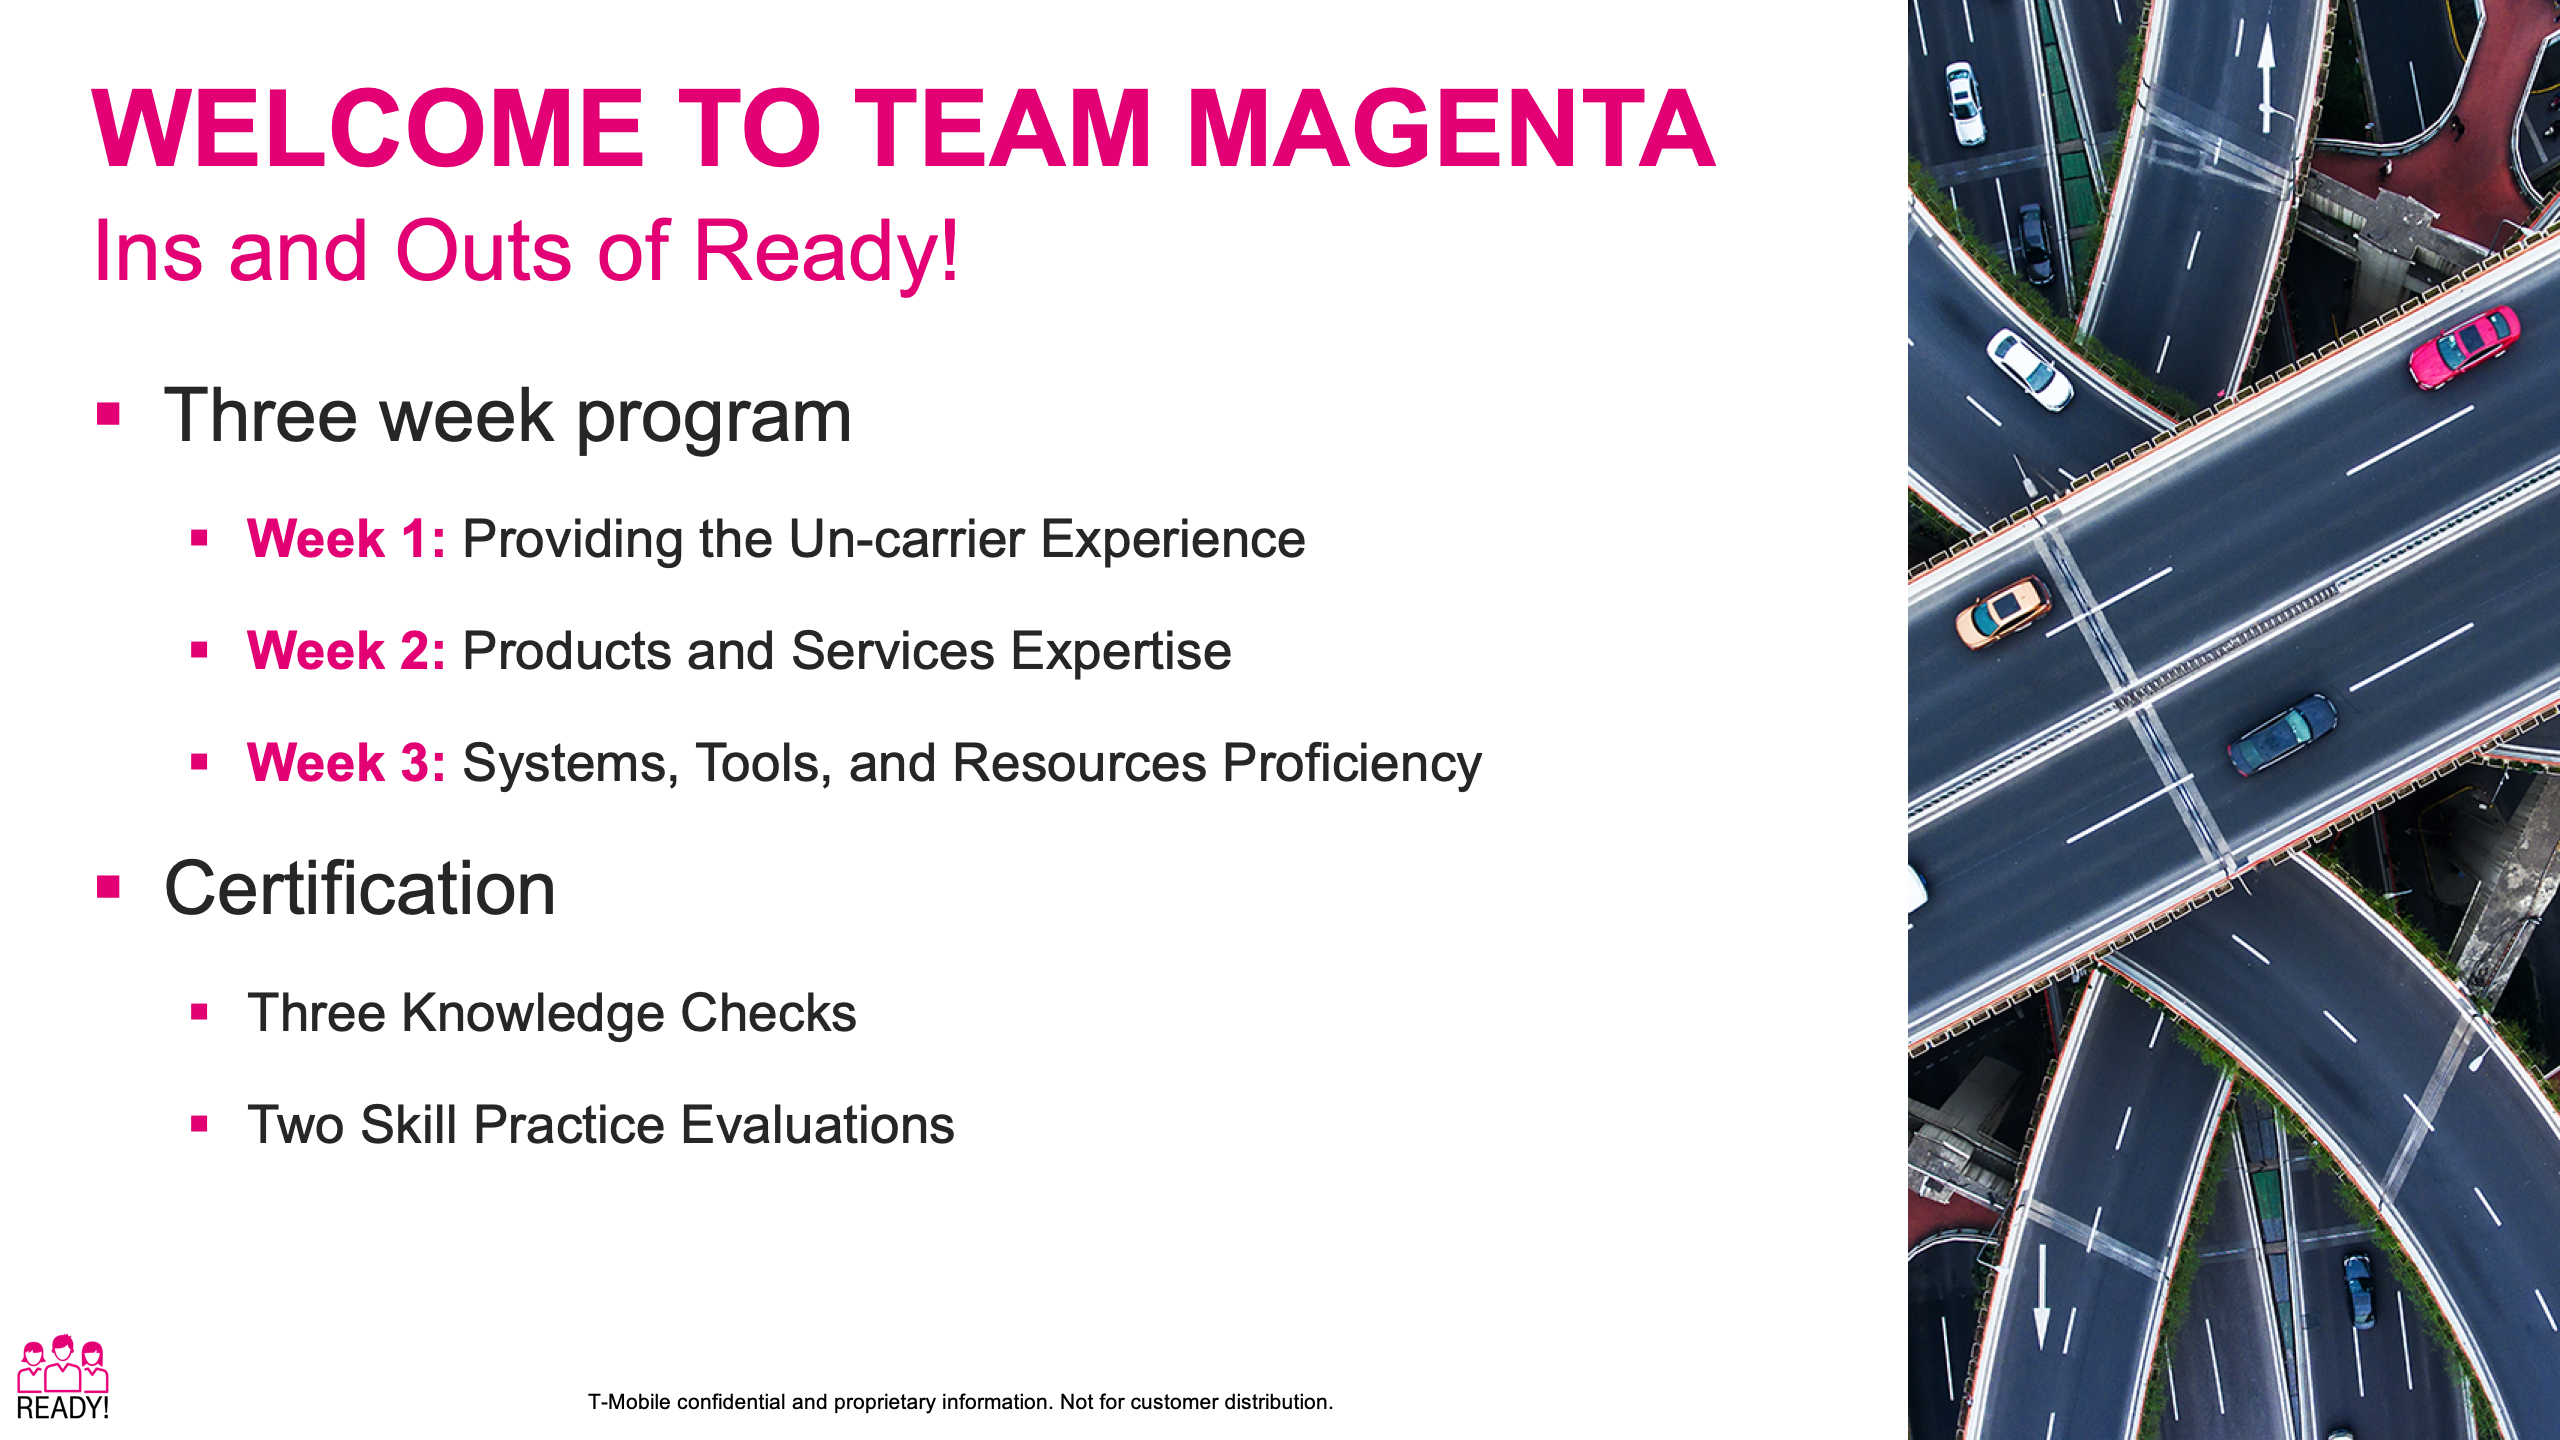 WELCOME TO TEAM MAGENTA
Ins and Outs of Ready!
Three week program
Week 1: Providing the Un-carrier Experience
Week 2: Products and Services Expertise
Week 3: Systems, Tools, and Resources Proficiency
Certification
Three Knowledge Checks
Two Skill Practice Evaluations
READY!
T-Mobile confidential and proprietary information. Not for customer distribution.